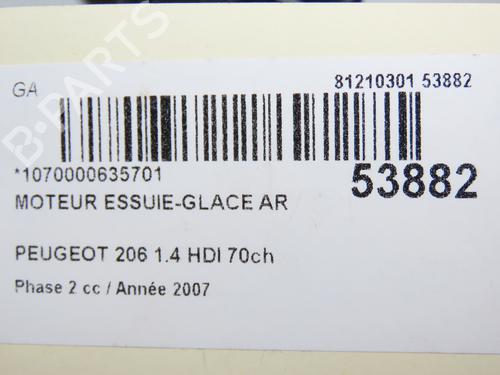 GA
81210301 53882
*1070000635701
53882
MOTEUR ESSUIE-GLACE AR
PEUGEOT 206 1.4 HDI 70ch
Phase 2 cc / Année 2007
B-PARTS